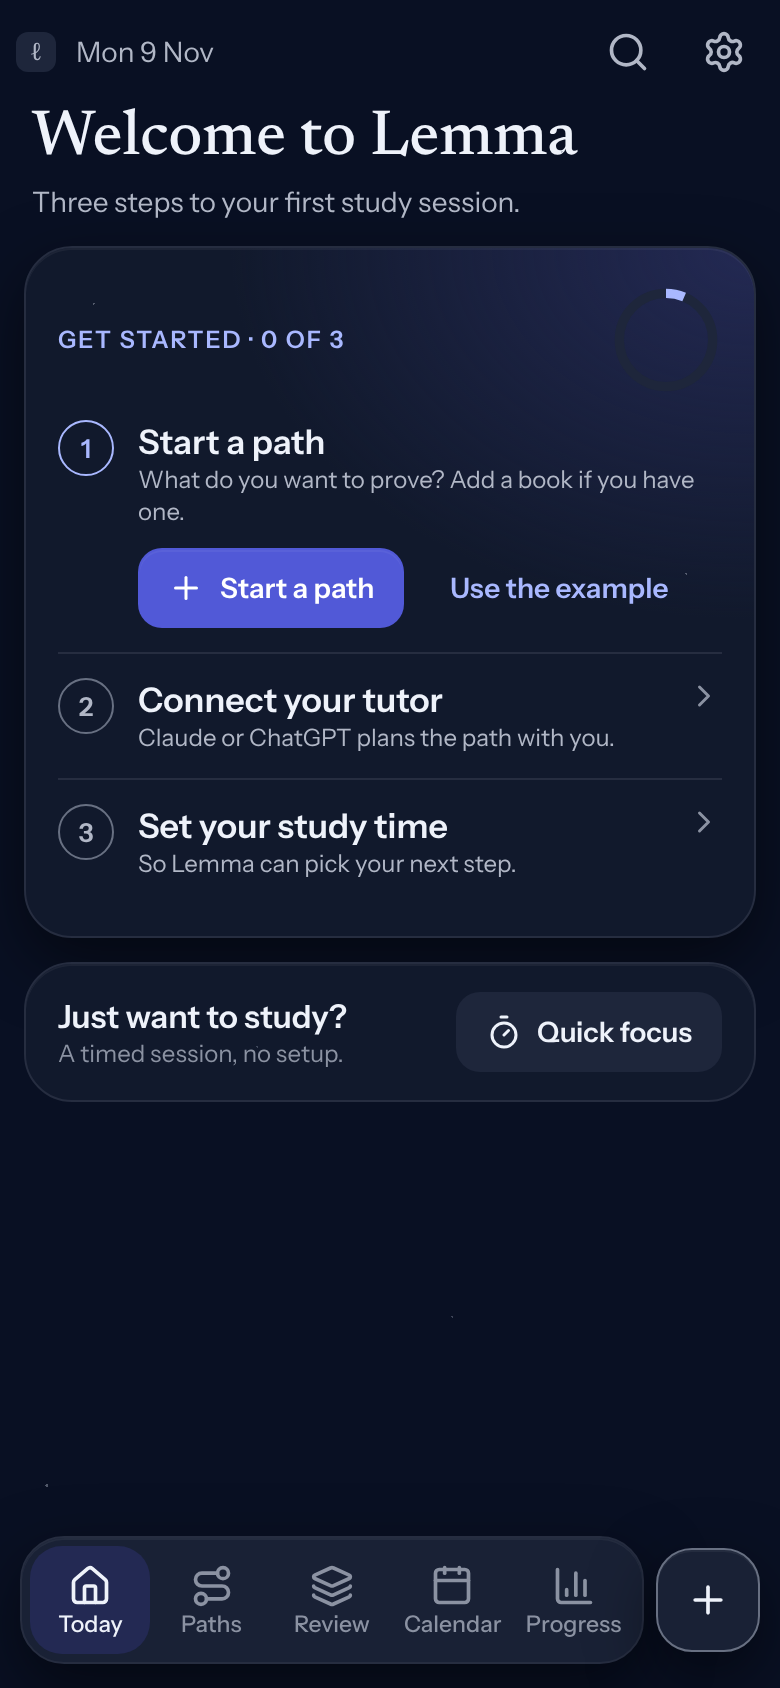 ℓ Mon 9 Nov
Welcome to Lemma
Three steps to your first study session.
GET STARTED · 0 OF 3
1 Start a path
What do you want to prove? Add a book if you have
one.
+ Start a path Use the example
2 Connect your tutor
Claude or ChatGPT plans the path with you.
3 Set your study time
So Lemma can pick your next step.
Just want to study?
A timed session, no setup.
Quick focus
Today Paths Review Calendar Progress